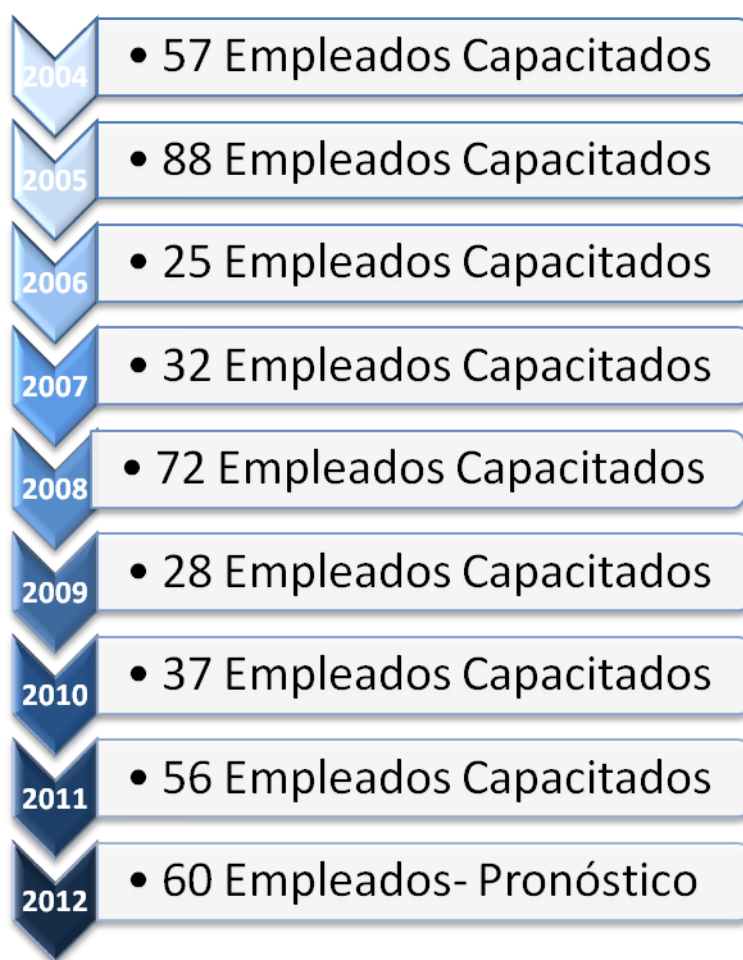 2004
• 57 Empleados Capacitados
2005
• 88 Empleados Capacitados
2006
• 25 Empleados Capacitados
2007
• 32 Empleados Capacitados
2008
• 72 Empleados Capacitados
2009
• 28 Empleados Capacitados
2010
• 37 Empleados Capacitados
2011
• 56 Empleados Capacitados
2012
• 60 Empleados- Pronóstico